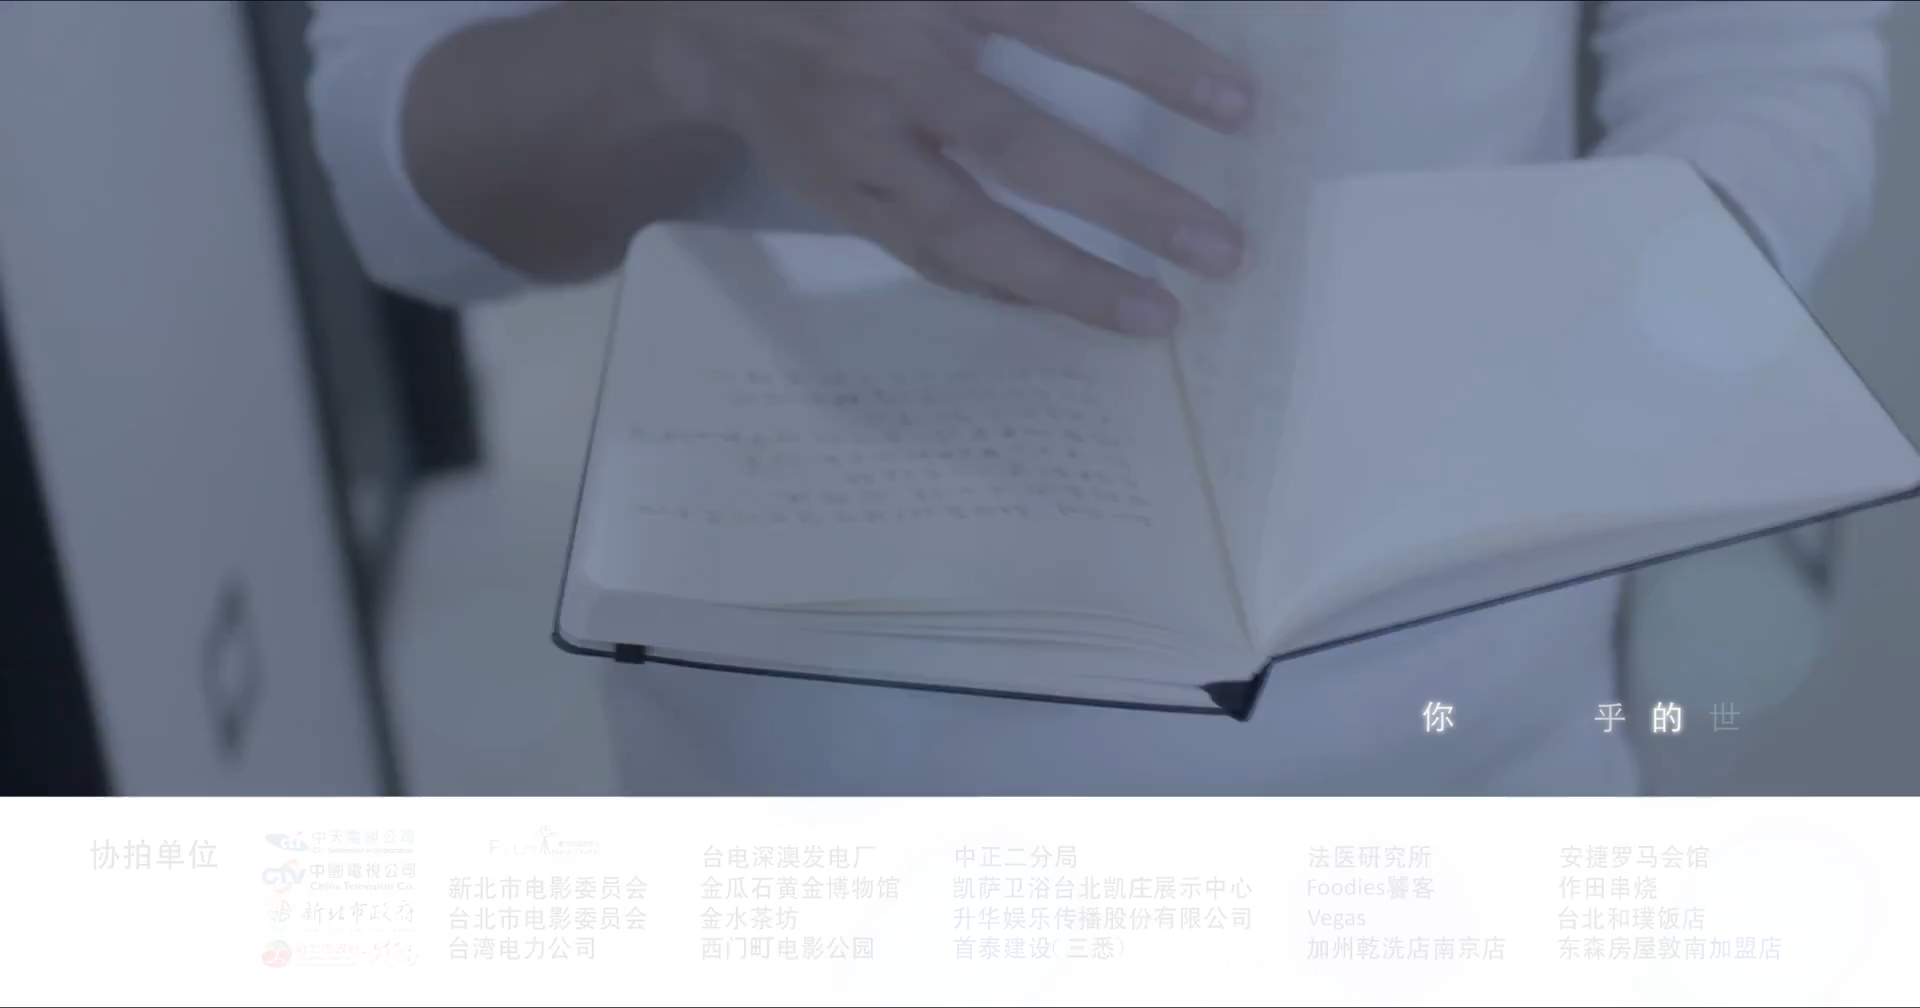 你 乎的世
协拍单位
中天電視公司
中國電視公司
China Television Co.
新北市政府
新北市电影委员会
台北市电影委员会
台湾电力公司
台电深澳发电厂
金瓜石黄金博物馆
金水茶坊
西门町电影公园
中正二分局
凯萨卫浴台北凯庄展示中心
升华娱乐传播股份有限公司
首泰建设(三悉)
法医研究所
Foodies饕客
Vegas
加州乾洗店南京店
安捷罗马会馆
作田串烧
台北和璞饭店
东森房屋敦南加盟店